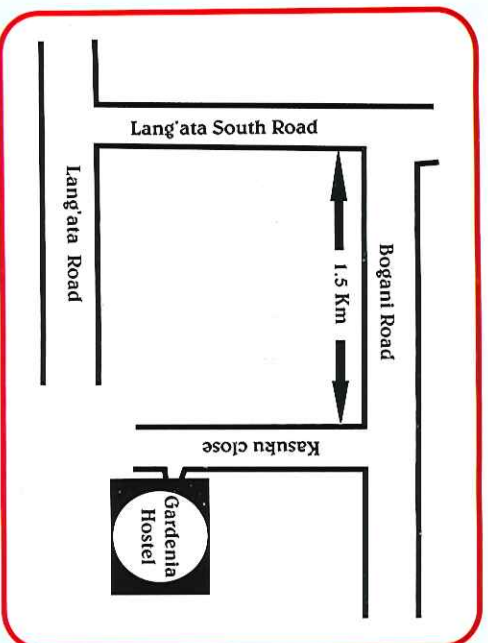 Lang'ata South Road
Lang'ata Road
Bogani Road
1.5 Km
Kasuku close
Gardenia
Hostel